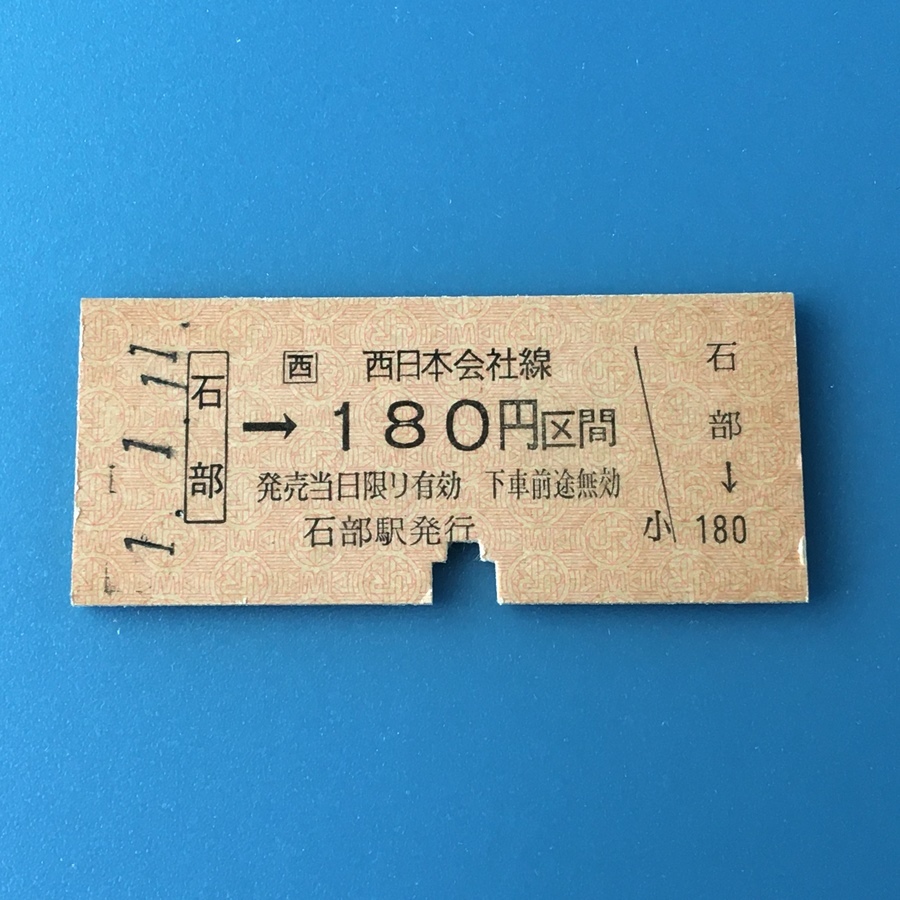 1.-1.11
石部
西 西日本会社線
→180円区間
発売当日限り有効 下車前途無効
石部駅発行
小
石部
↓
180